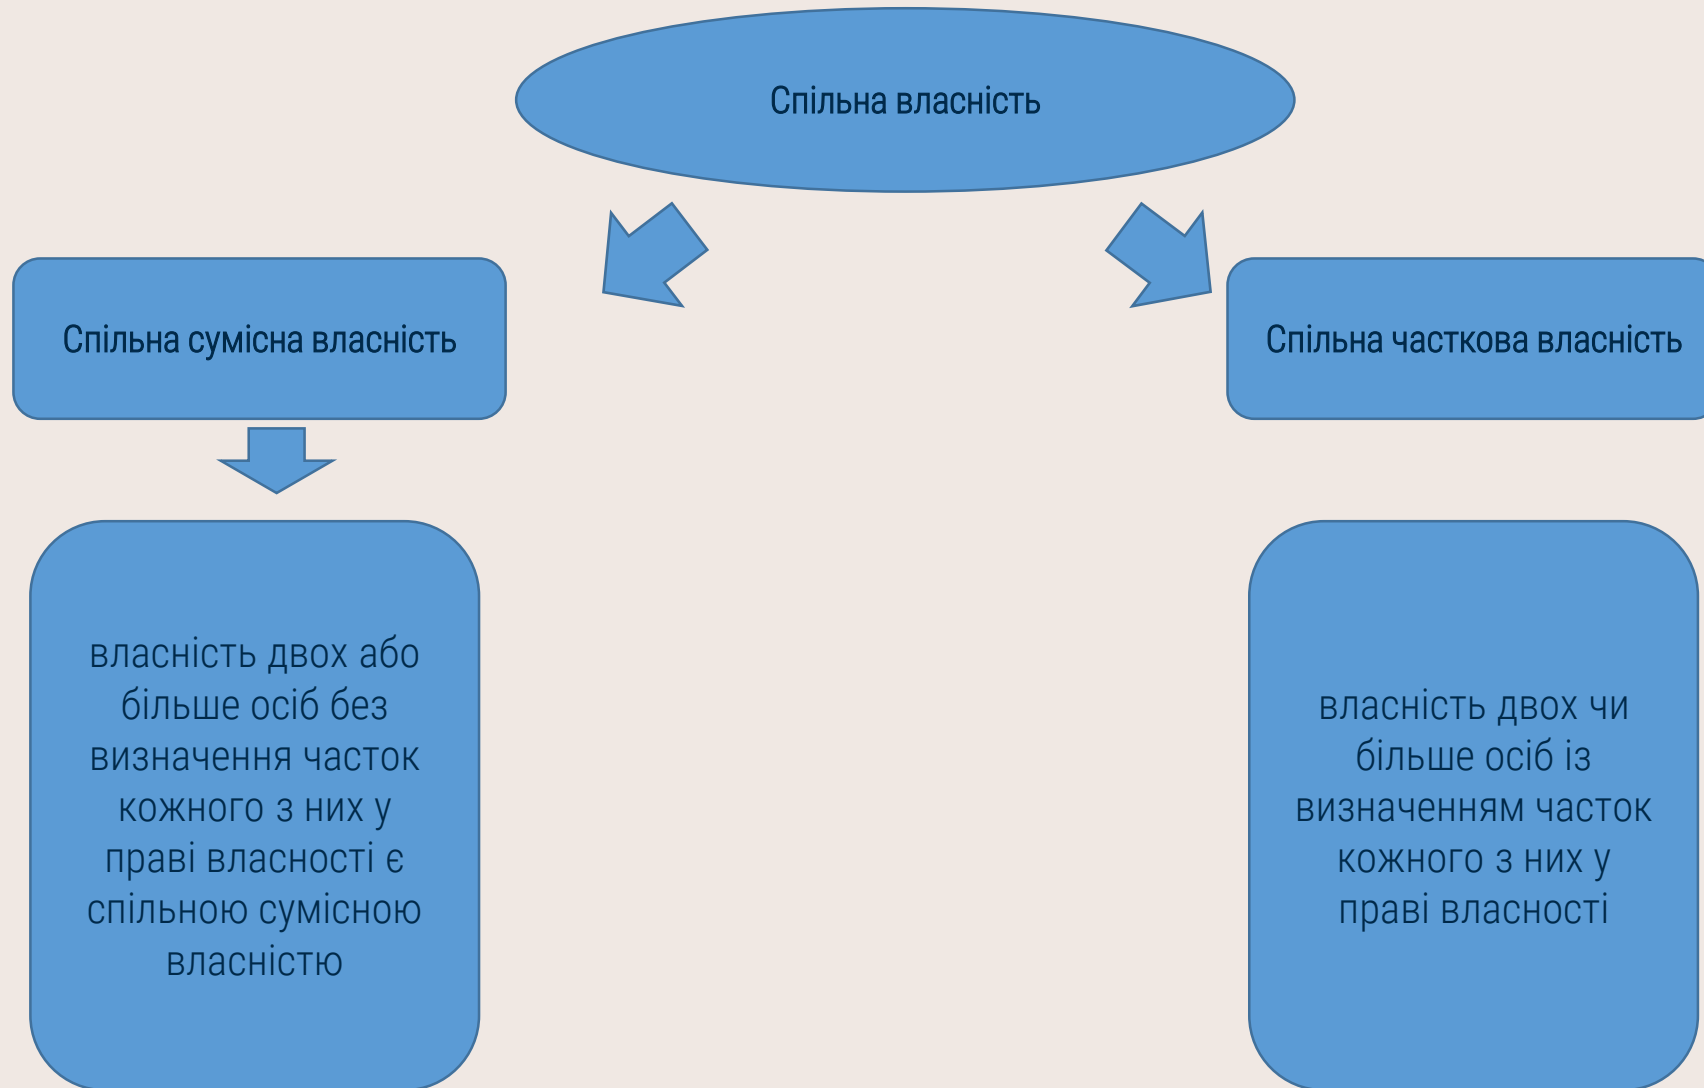 Спільна власність
Спільна сумісна власність
Спільна часткова власність
власність двох або
більше осіб без
визначення часток
кожного з них у
праві власності є
спільною сумісною
власністю
власність двох чи
більше осіб із
визначенням часток
кожного з них у
праві власності